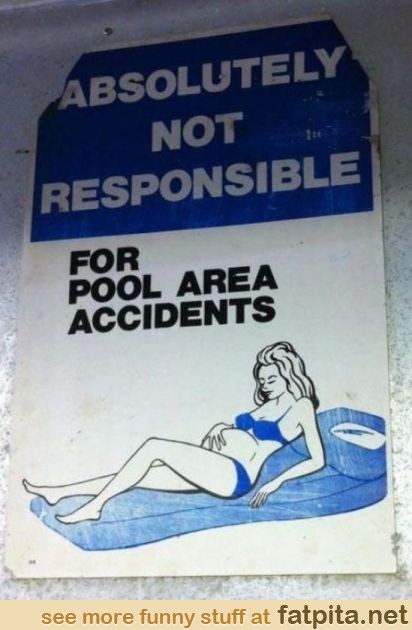 ABSOLUTELY
NOT
RESPONSIBLE
FOR
POOL AREA
ACCIDENTS
see more funny stuff at fatpita.net